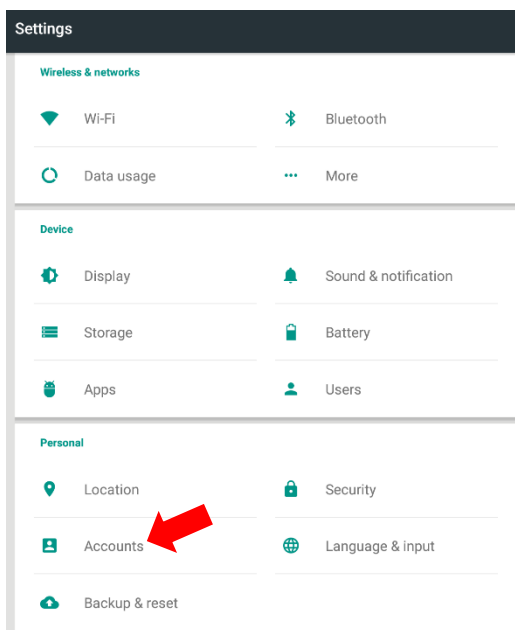 Settings
Wireless & networks
Wi-Fi
Bluetooth
Data usage
More
Device
Display
Sound & notification
Storage
Battery
Apps
Users
Personal
Location
Security
Accounts
Language & input
Backup & reset